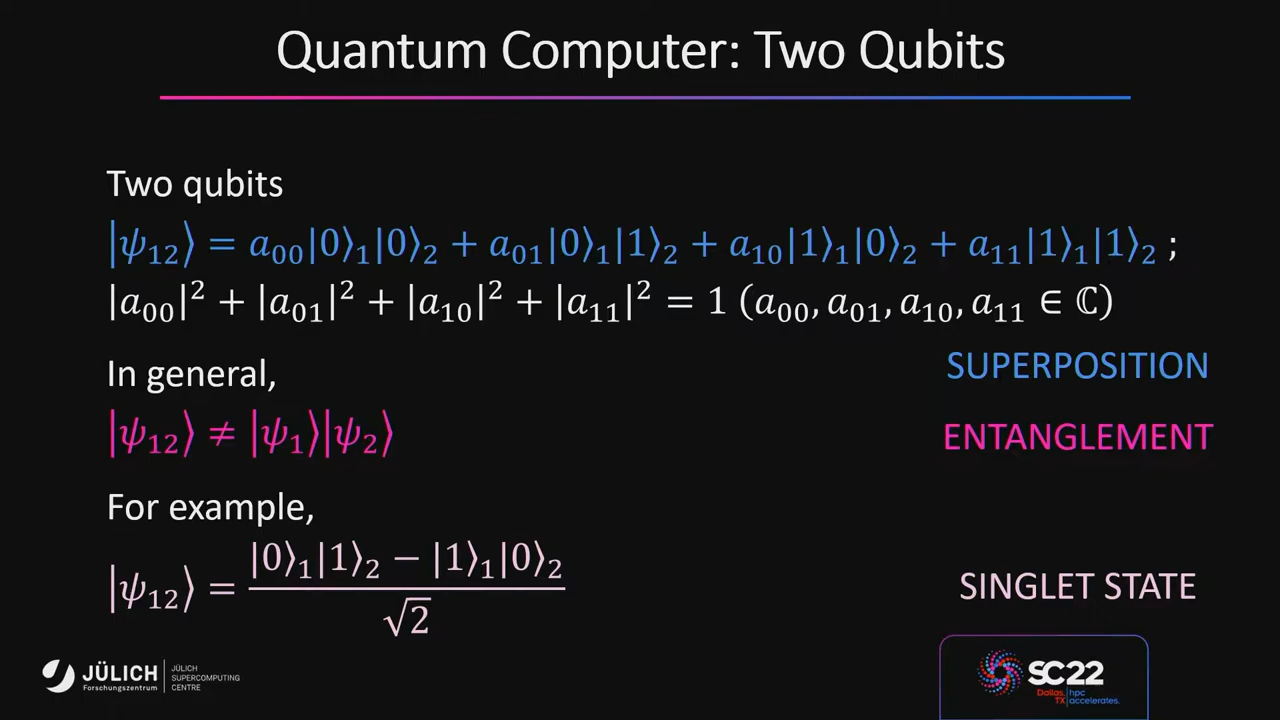 Quantum Computer: Two Qubits
Two qubits
|ψ₁₂⟩ = a₀₀|0⟩₁|0⟩₂ + a₀₁|0⟩₁|1⟩₂ + a₁₀|1⟩₁|0⟩₂ + a₁₁|1⟩₁|1⟩₂ ;
|a₀₀|² + |a₀₁|² + |a₁₀|² + |a₁₁|² = 1 (a₀₀, a₀₁, a₁₀, a₁₁ ∈ ℂ)
SUPERPOSITION
In general,
|ψ₁₂⟩ ≠ |ψ₁⟩|ψ₂⟩
ENTANGLEMENT
For example,
|ψ₁₂⟩ = (|0⟩₁|1⟩₂ − |1⟩₁|0⟩₂) / √2
SINGLET STATE
JÜLICH
Forschungszentrum
JÜLICH
SUPERCOMPUTING
CENTRE
SC22
Dallas, TX
hpc accelerates.